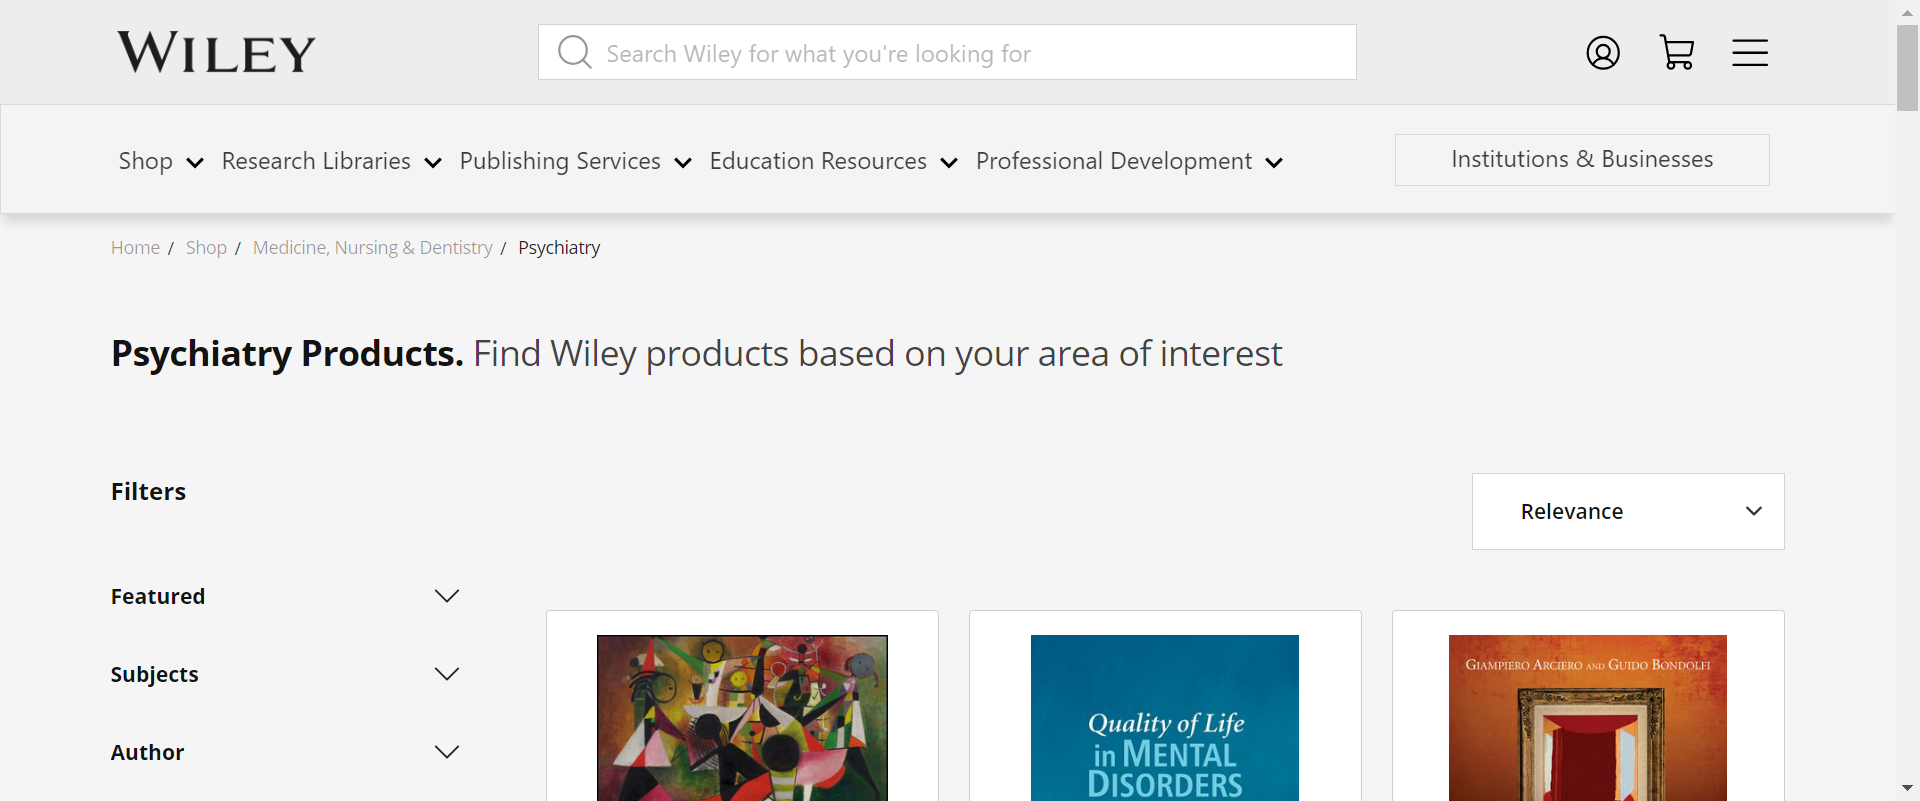 WILEY
Search Wiley for what you're looking for
Shop
Research Libraries
Publishing Services
Education Resources
Professional Development
Institutions & Businesses
Home / Shop / Medicine, Nursing & Dentistry / Psychiatry
Psychiatry Products. Find Wiley products based on your area of interest
Filters
Relevance
Featured
Subjects
Author
Quality of Life
in MENTAL
DISORDERS
GIAMPIERO ARCIERO AND GUIDO BONDOLFI